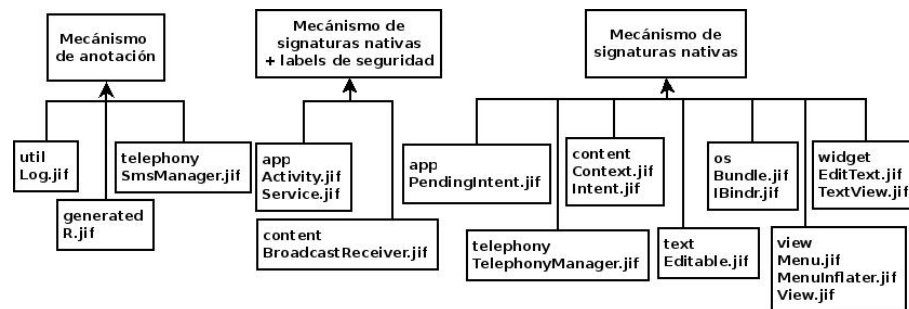 Mecánismo
de anotación
Mecánismo de
signaturas nativas
+ labels de seguridad
Mecánismo de
signaturas nativas
util
Log.jif
telephony
SmsManager.jif
generated
R.jif
app
Activity.jif
Service.jif
content
BroadcastReceiver.jif
app
PendingIntent.jif
content
Context.jif
Intent.jif
os
Bundle.jif
IBindr.jif
widget
EditText.jif
TextView.jif
telephony
TelephonyManager.jif
text
Editable.jif
view
Menu.jif
MenuInflater.jif
View.jif